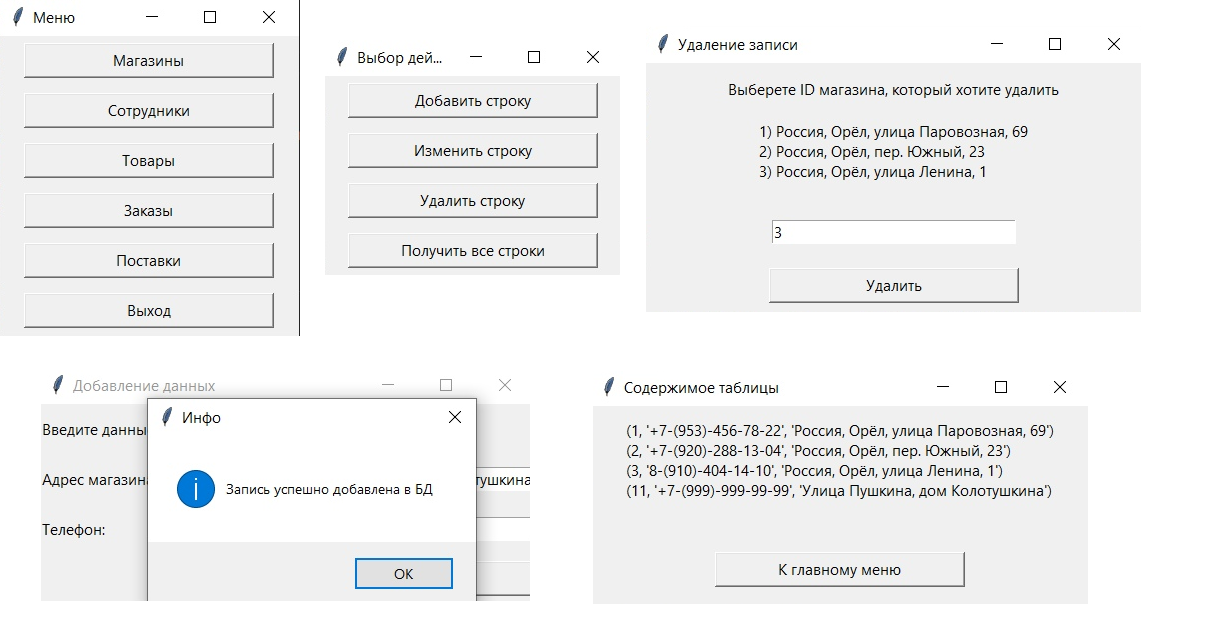 Меню
Магазины
Сотрудники
Товары
Заказы
Поставки
Выход
Выбор дей...
Добавить строку
Изменить строку
Удалить строку
Получить все строки
Удаление записи
Выберете ID магазина, который хотите удалить
1) Россия, Орёл, улица Паровозная, 69
2) Россия, Орёл, пер. Южный, 23
3) Россия, Орёл, улица Ленина, 1
3
Удалить
Добавление данных
Введите данны
Адрес магазина
тушкина
Телефон:
Инфо
Запись успешно добавлена в БД
ОК
Содержимое таблицы
(1, '+7-(953)-456-78-22', 'Россия, Орёл, улица Паровозная, 69')
(2, '+7-(920)-288-13-04', 'Россия, Орёл, пер. Южный, 23')
(3, '8-(910)-404-14-10', 'Россия, Орёл, улица Ленина, 1')
(11, '+7-(999)-999-99-99', 'Улица Пушкина, дом Колотушкина')
К главному меню